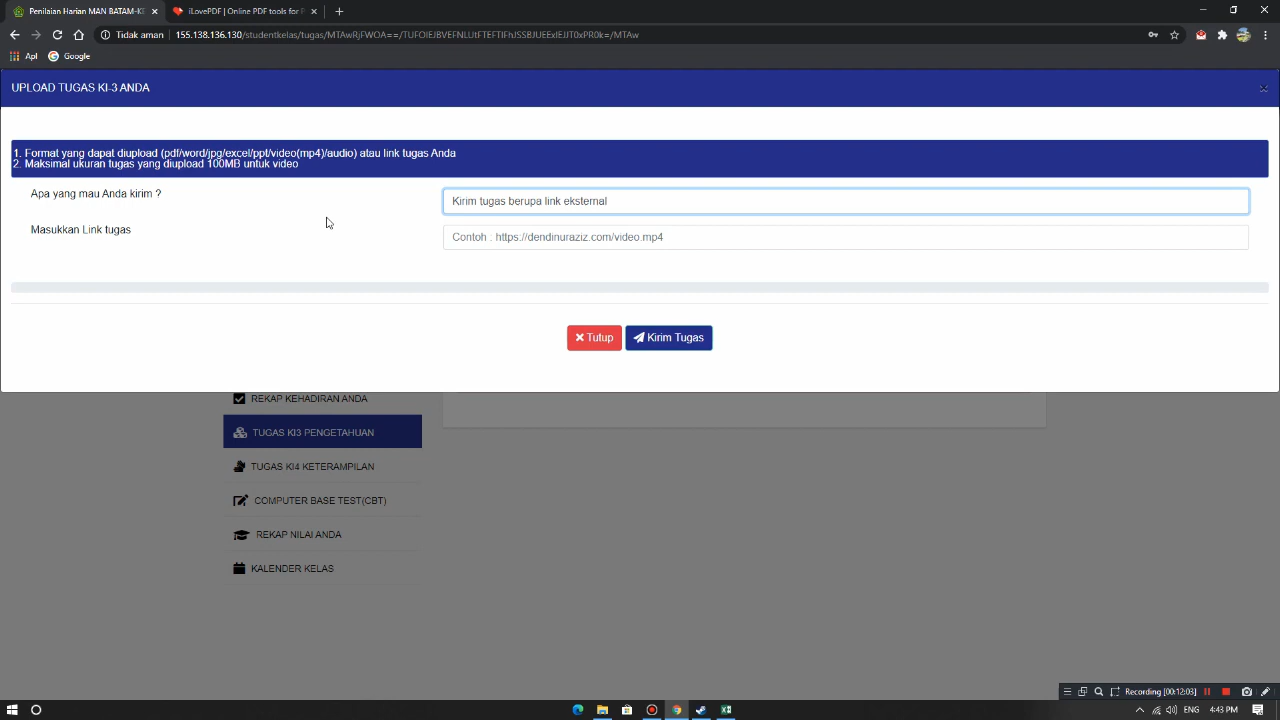 Penilaian Harian MAN BATAM-KE
iLovePDF | Online PDF tools for P
Tidak aman
155.138.136.130/studentkelas/tugas/
Apl
Google
UPLOAD TUGAS KI-3 ANDA
1. Format yang dapat diupload (pdf/word/jpg/excel/ppt/video(mp4)/audio) atau link tugas Anda
2. Maksimal ukuran tugas yang diupload 100MB untuk video
Apa yang mau Anda kirim ?
Kirim tugas berupa link eksternal
Masukkan Link tugas
Contoh : https://dendinuraziz.com/video.mp4
Tutup
Kirim Tugas
REKAP KEHADIRAN ANDA
TUGAS KI3 PENGETAHUAN
TUGAS KI4 KETERAMPILAN
COMPUTER BASE TEST(CBT)
REKAP NILAI ANDA
KALENDER KELAS
Recording [00:12:03]
ENG
4:43 PM